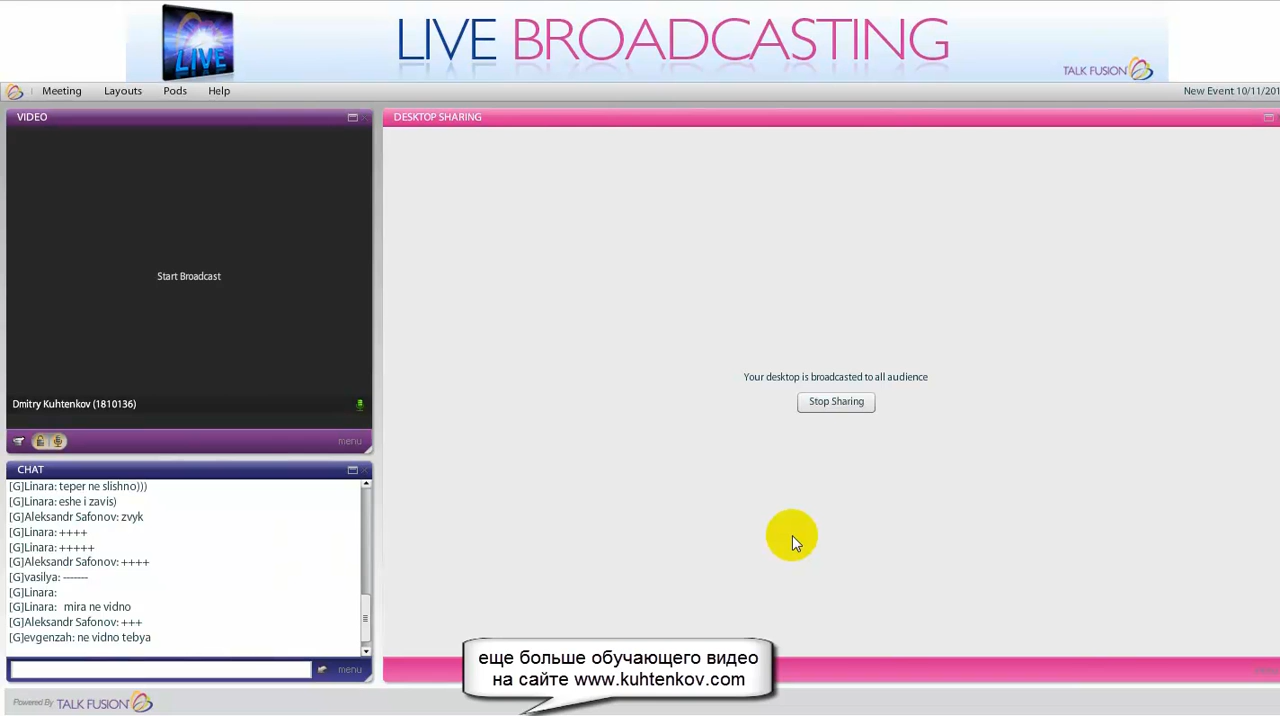 LIVE
LIVE BROADCASTING
TALK FUSION
Meeting Layouts Pods Help
New Event 10/11/201
VIDEO
Start Broadcast
Dmitry Kuhtenkov (1810136)
menu
CHAT
[G]Linara: teper ne slishno)))
[G]Linara: eshe i zavis)
[G]Aleksandr Safonov: zvyk
[G]Linara: ++++
[G]Linara: +++++
[G]Aleksandr Safonov: ++++
[G]vasilya: -------
[G]Linara:
[G]Linara: mira ne vidno
[G]Aleksandr Safonov: +++
[G]evgenzah: ne vidno tebya
menu
DESKTOP SHARING
Your desktop is broadcasted to all audience
Stop Sharing
еще больше обучающего видео
на сайте www.kuhtenkov.com
Powered By TALK FUSION